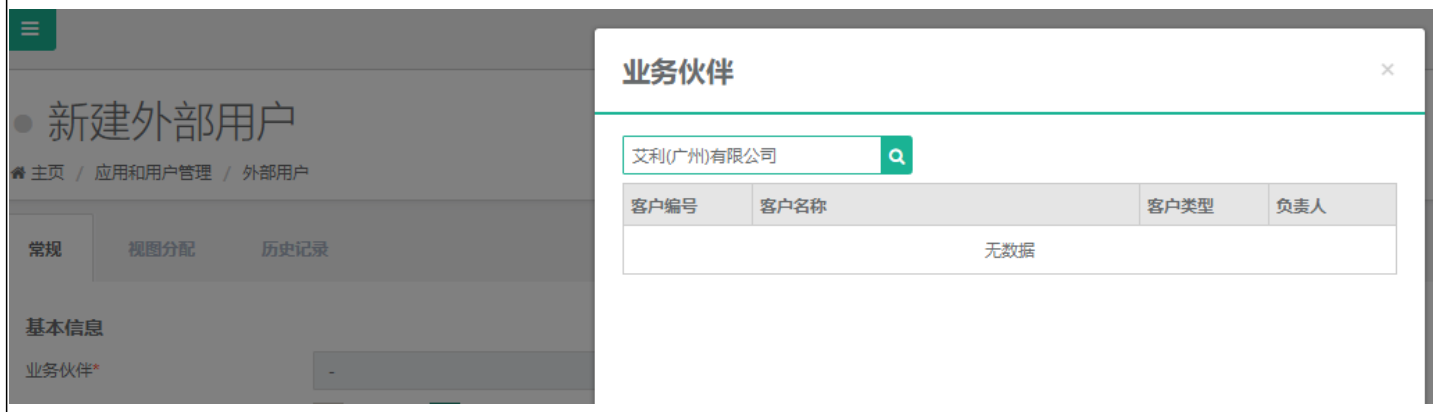 业务伙伴
×
● 新建外部用户
主页 / 应用和用户管理 / 外部用户
艾利(广州)有限公司
客户编号 客户名称 客户类型 负责人
无数据
常规 视图分配 历史记录
基本信息
业务伙伴* -